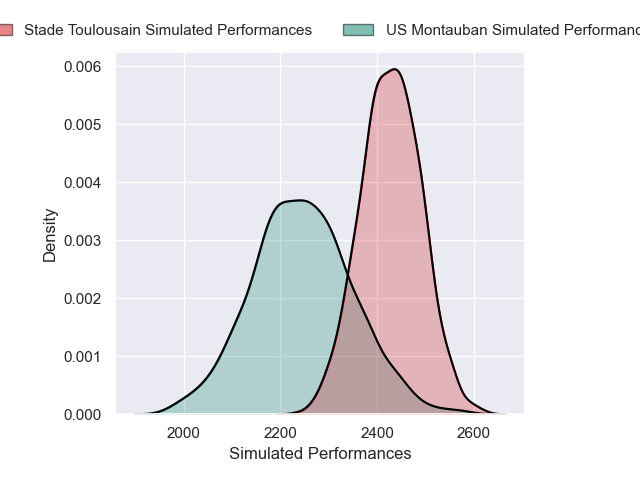 Stade Toulousain Simulated Performances US Montauban Simulated Performanc
0.006
0.005
0.004
0.003
0.002
0.001
0.000
Density
2000 2200 2400 2600
Simulated Performances